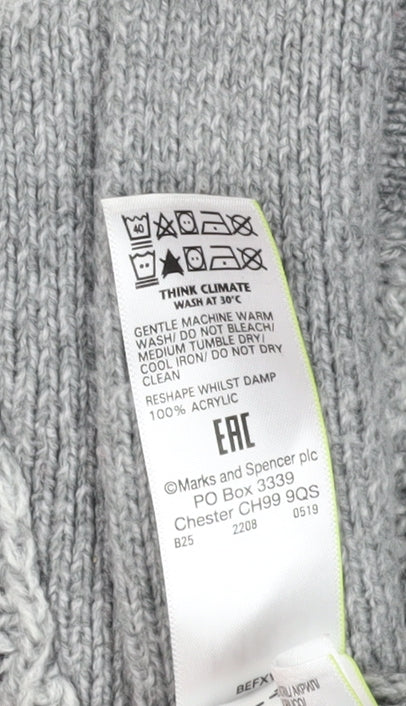 40
THINK CLIMATE
WASH AT 30°C
GENTLE MACHINE WARM
WASH/ DO NOT BLEACH/
MEDIUM TUMBLE DRY/
COOL IRON/ DO NOT DRY
CLEAN
RESHAPE WHILST DAMP
100% ACRYLIC
EAC
©Marks and Spencer plc
PO Box 3339
Chester CH99 9QS
B25 2208 0519